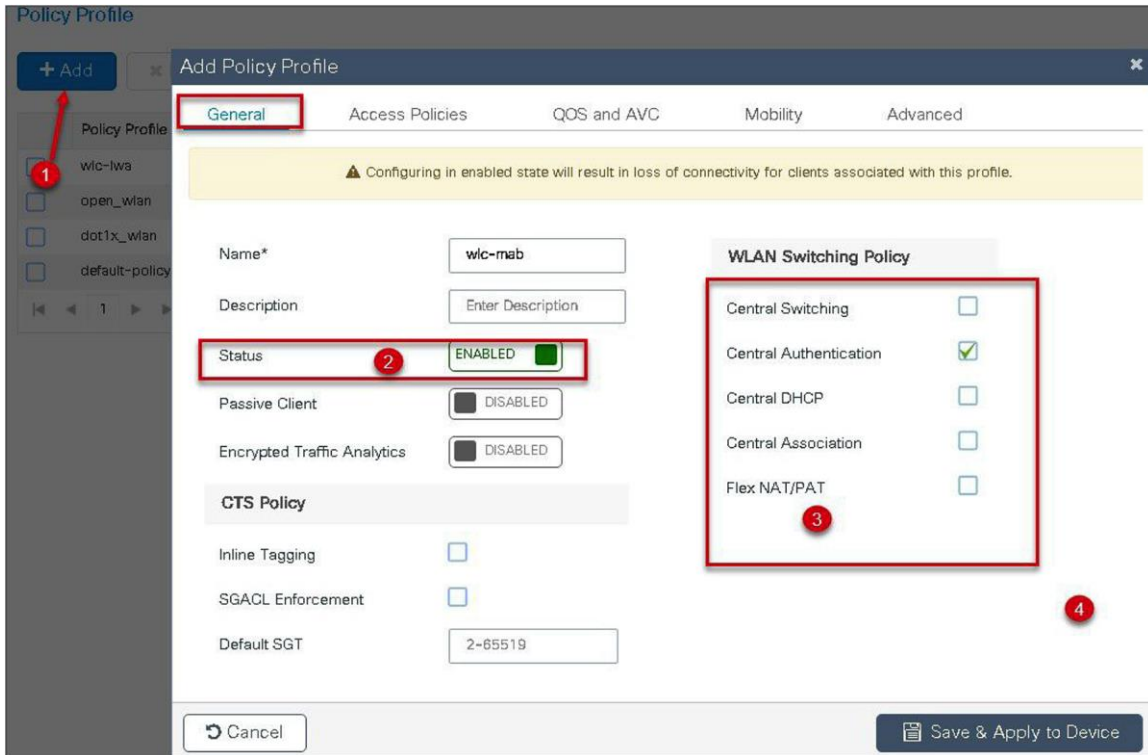 Policy Profile
+ Add
Add Policy Profile
General Access Policies QOS and AVC Mobility Advanced
Policy Profile
1
wlc-lwa
Configuring in enabled state will result in loss of connectivity for clients associated with this profile.
open_wlan
dot1x_wlan
default-policy
1
Name* wlc-mab
WLAN Switching Policy
Description Enter Description
Central Switching
Status 2 ENABLED
Central Authentication
Passive Client DISABLED
Central DHCP
Encrypted Traffic Analytics DISABLED
Central Association
Flex NAT/PAT
CTS Policy
3
Inline Tagging
SGACL Enforcement
4
Default SGT 2-65519
Cancel
Save & Apply to Device